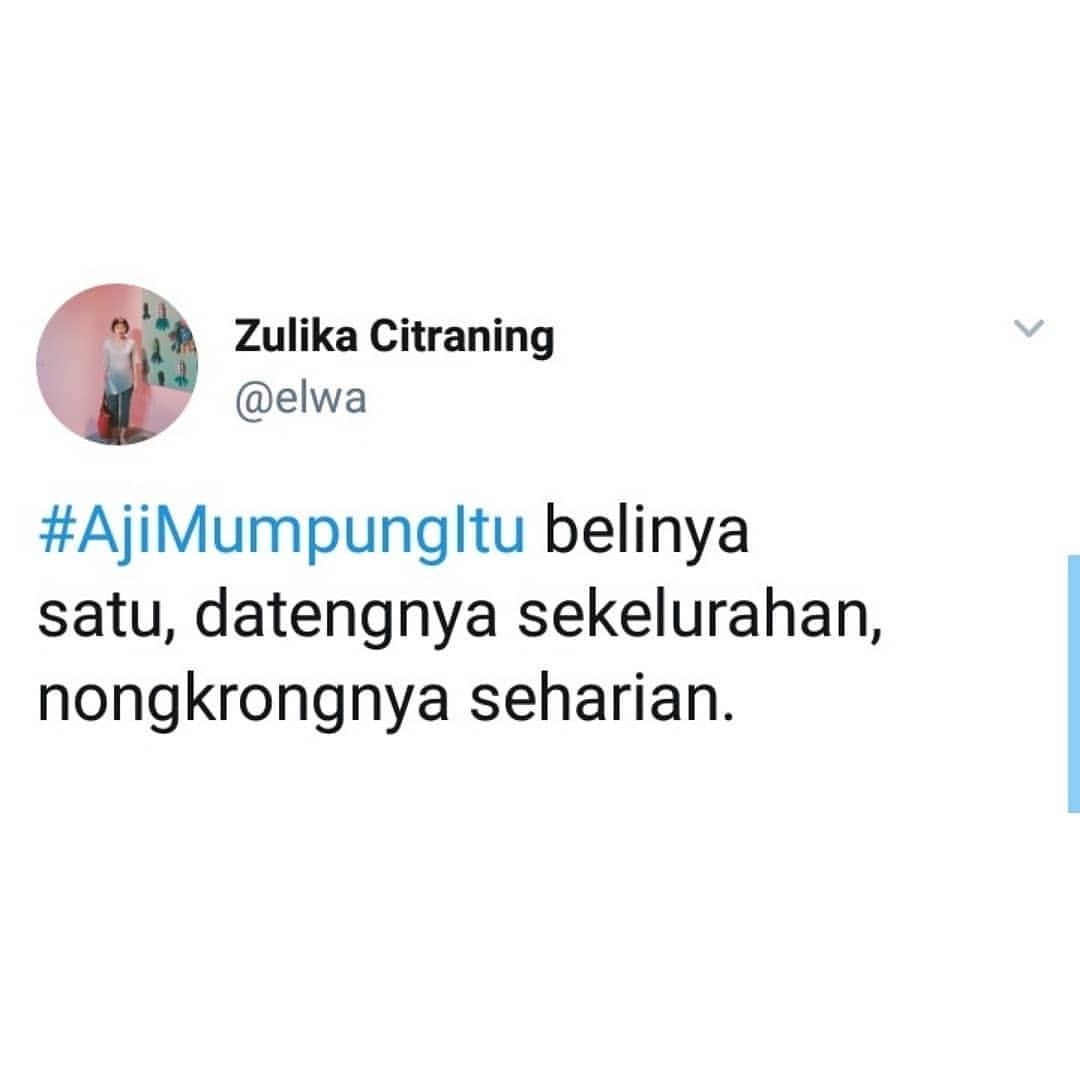 Zulika Citraning
@elwa
#AjiMumpungItu belinya
satu, datengnya sekelurahan,
nongkrongnya seharian.